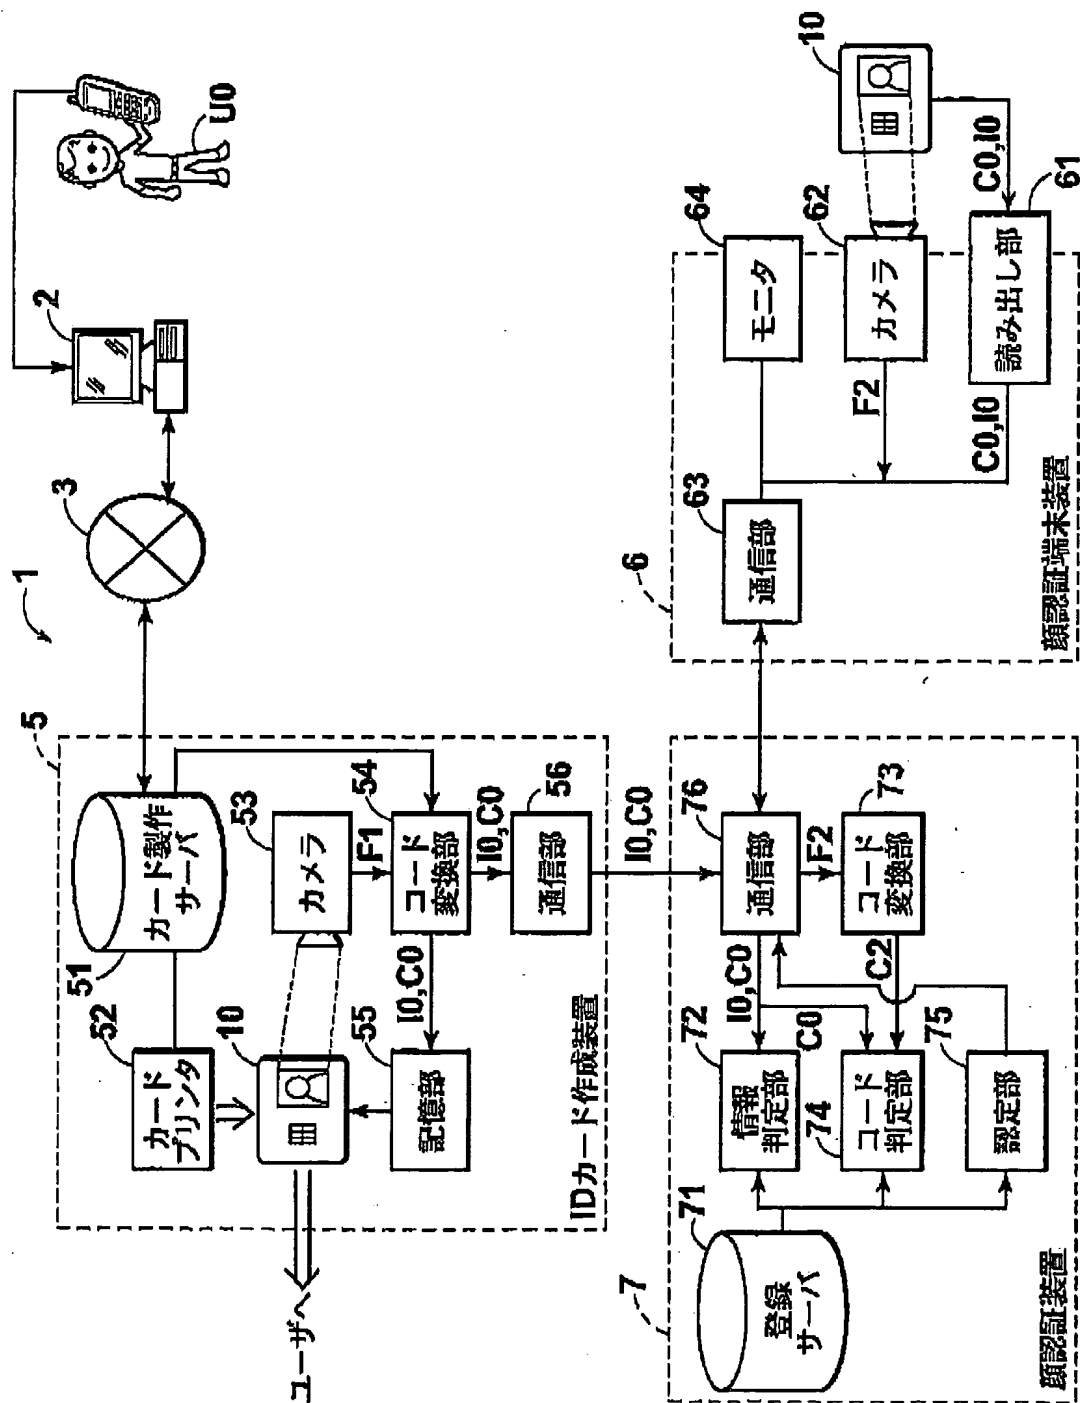 1
5
51
カード製作
サーバ
52
カード
プリンタ
10
53
カメラ
F1
54
コード
変換部
I0,C0
55
記憶部
I0,C0
56
通信部
IDカード作成装置
ユーザへ
3
2
U0
I0,C0
7
71
登録
サーバ
72
情報
判定部
I0,C0
76
通信部
F2
73
コード
変換部
C2
C0
74
コード
判定部
75
認定部
顔認証装置
6
63
通信部
64
モニタ
62
カメラ
F2
10
C0,I0
61
読み出し部
C0,I0
顔認証端末装置